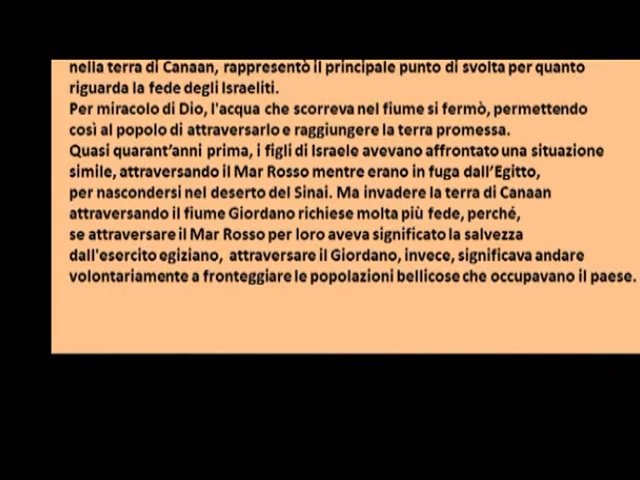 nella terra di Canaan, rappresentò il principale punto di svolta per quanto
riguarda la fede degli Israeliti.
Per miracolo di Dio, l'acqua che scorreva nel fiume si fermò, permettendo
così al popolo di attraversarlo e raggiungere la terra promessa.
Quasi quarant’anni prima, i figli di Israele avevano affrontato una situazione
simile, attraversando il Mar Rosso mentre erano in fuga dall’Egitto,
per nascondersi nel deserto del Sinai. Ma invadere la terra di Canaan
attraversando il fiume Giordano richiese molta più fede, perché,
se attraversare il Mar Rosso per loro aveva significato la salvezza
dall'esercito egiziano, attraversare il Giordano, invece, significava andare
volontariamente a fronteggiare le popolazioni bellicose che occupavano il paese.